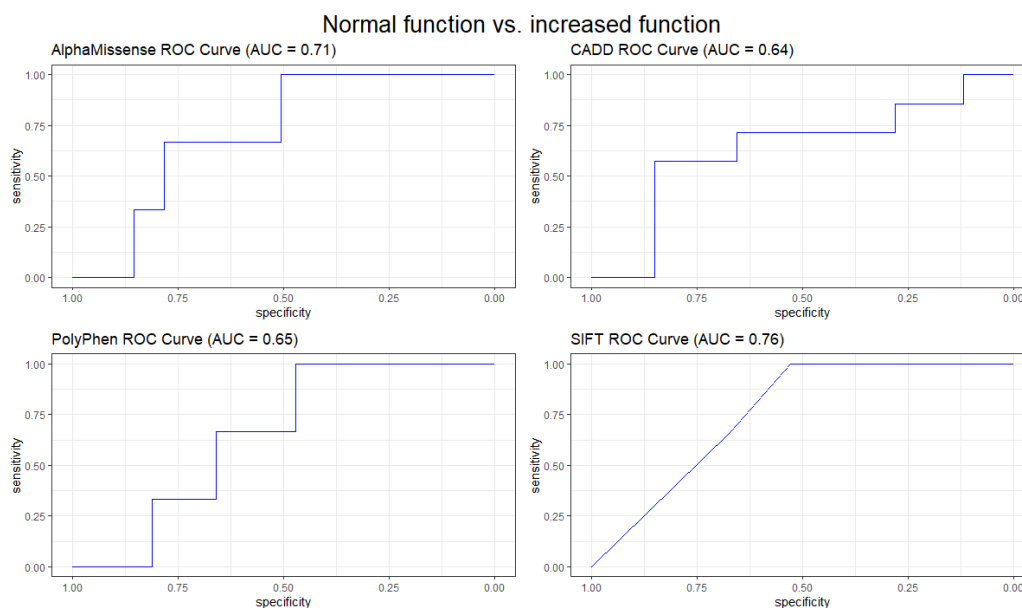 Normal function vs. increased function
AlphaMissense ROC Curve (AUC = 0.71)
sensitivity
1.00
0.75
0.50
0.25
0.00
1.00 0.75 0.50 0.25 0.00
specificity
CADD ROC Curve (AUC = 0.64)
sensitivity
1.00
0.75
0.50
0.25
0.00
1.00 0.75 0.50 0.25 0.00
specificity
PolyPhen ROC Curve (AUC = 0.65)
sensitivity
1.00
0.75
0.50
0.25
0.00
1.00 0.75 0.50 0.25 0.00
specificity
SIFT ROC Curve (AUC = 0.76)
sensitivity
1.00
0.75
0.50
0.25
0.00
1.00 0.75 0.50 0.25 0.00
specificity